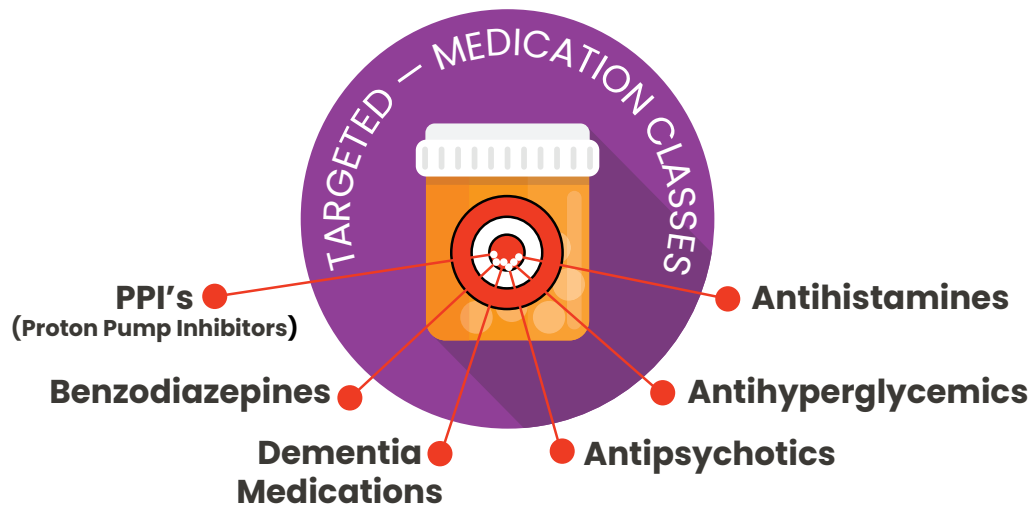 TARGETED — MEDICATION CLASSES
PPI’s
(Proton Pump Inhibitors)
Benzodiazepines
Dementia
Medications
Antihistamines
Antihyperglycemics
Antipsychotics